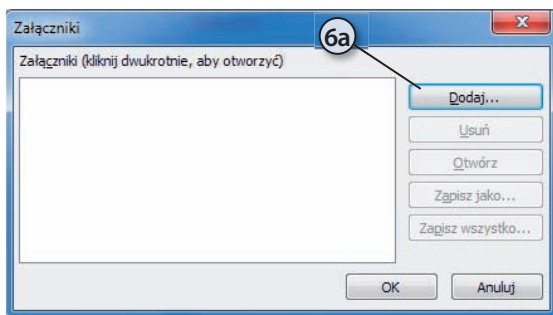 Załączniki
6a
Załączniki (kliknij dwukrotnie, aby otworzyć)
Dodaj...
Usuń
Otwórz
Zapisz jako...
Zapisz wszystko...
OK
Anuluj